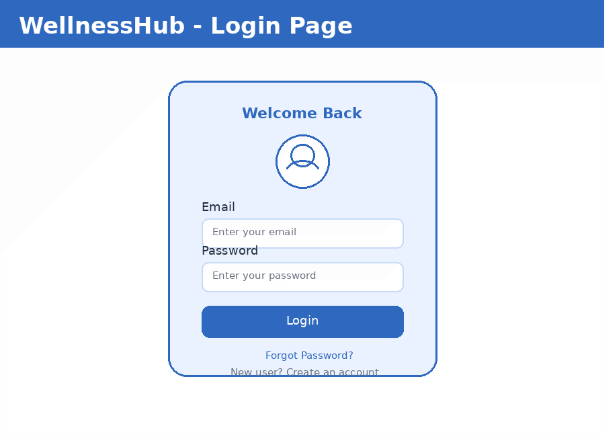 WellnessHub - Login Page
Welcome Back
Email
Enter your email
Password
Enter your password
Login
Forgot Password?
New user? Create an account